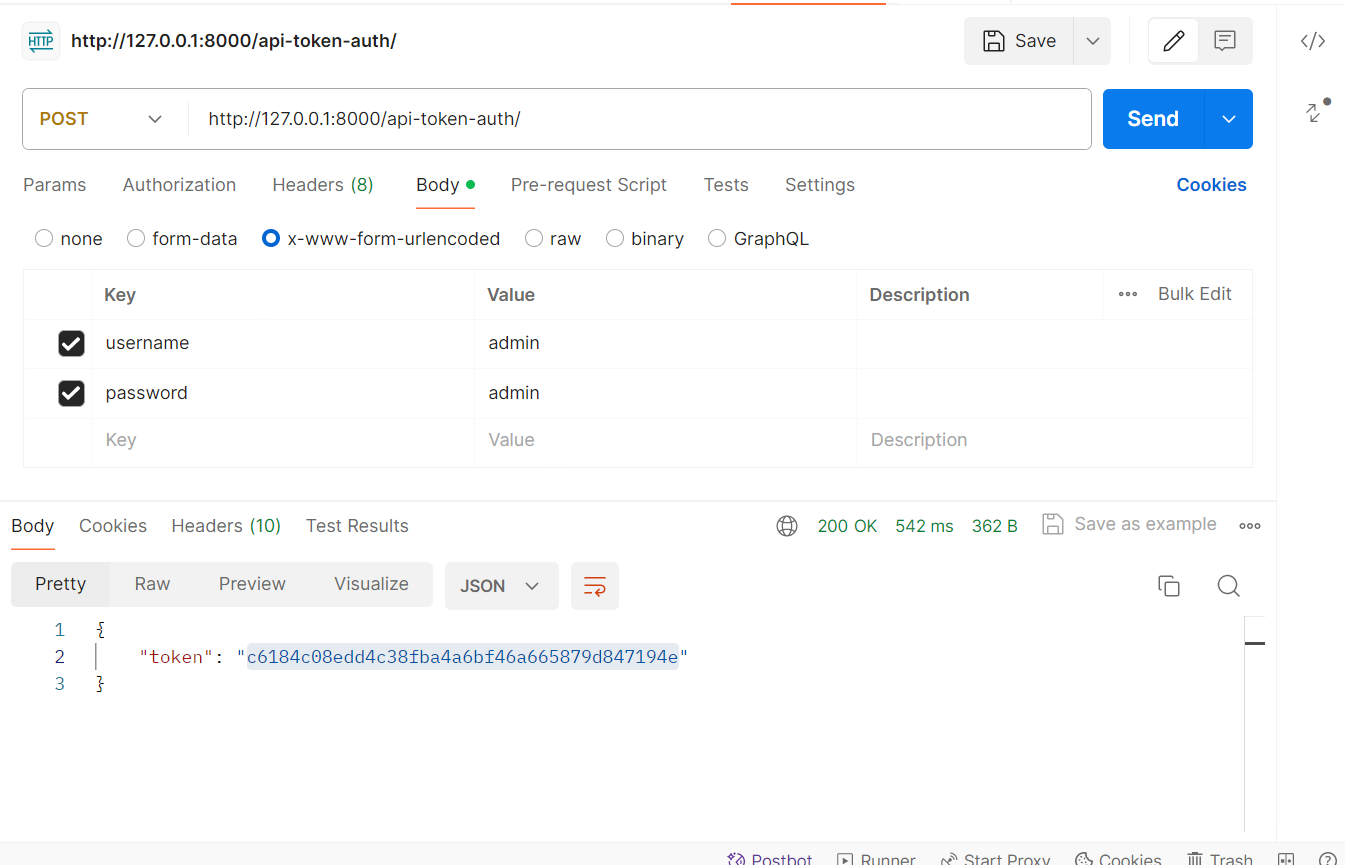 HTTP http://127.0.0.1:8000/api-token-auth/ Save
POST http://127.0.0.1:8000/api-token-auth/ Send
Params Authorization Headers (8) Body Pre-request Script Tests Settings Cookies
none form-data x-www-form-urlencoded raw binary GraphQL
Key Value Description Bulk Edit
username admin
password admin
Key Value Description
Body Cookies Headers (10) Test Results 200 OK 542 ms 362 B Save as example
Pretty Raw Preview Visualize JSON
1 {
2 "token": "c6184c08edd4c38fba4a6bf46a665879d847194e"
3 }
Postbot Runner Start Proxy Cookies Trash